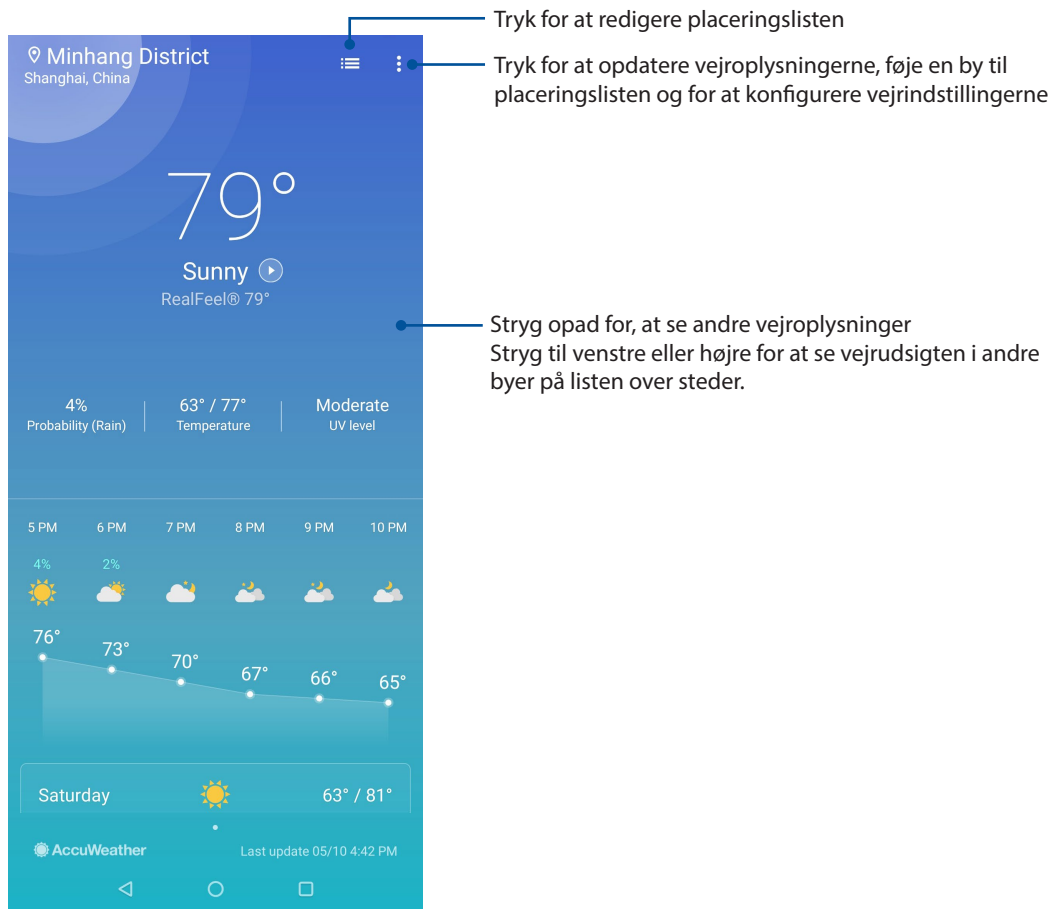 Tryk for at redigere placeringslisten
Minhang District
Shanghai, China
Tryk for at opdatere vejroplysningerne, føje en by til
placeringslisten og for at konfigurere vejrindstillingerne
79°
Sunny
RealFeel® 79°
Stryg opad for, at se andre vejroplysninger
Stryg til venstre eller højre for at se vejrudsigten i andre
byer på listen over steder.
4% 63° / 77° Moderate
Probability (Rain) Temperature UV level
5 PM 6 PM 7 PM 8 PM 9 PM 10 PM
4% 2%
76° 73° 70° 67° 66° 65°
Saturday 63° / 81°
AccuWeather Last update 05/10 4:42 PM